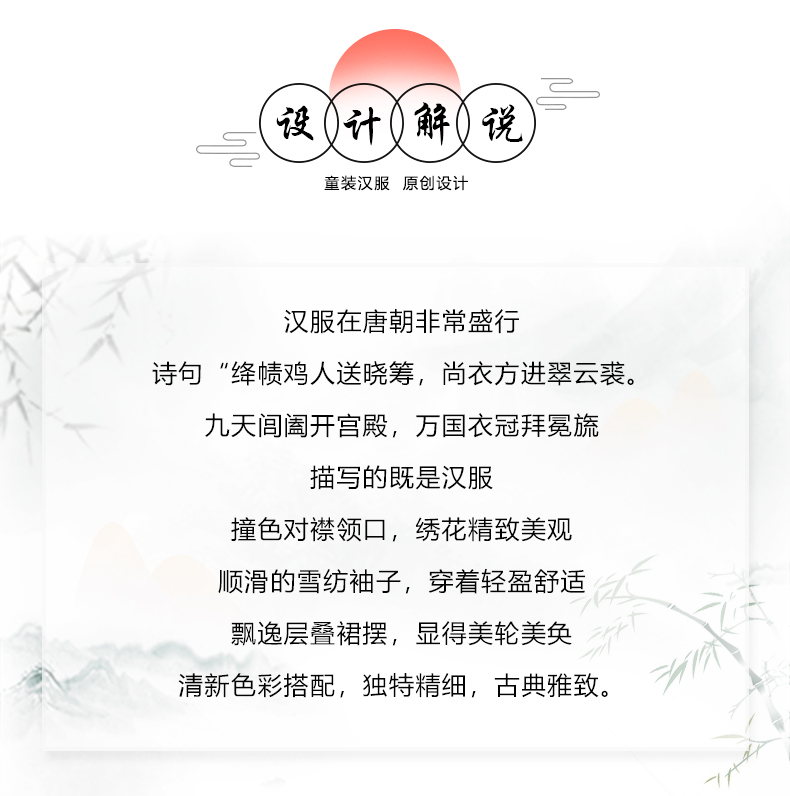 设计解说
童装汉服 原创设计
汉服在唐朝非常盛行
诗句“绛帻鸡人送晓筹，尚衣方进翠云裘。
九天阊阖开宫殿，万国衣冠拜冕旒
描写的既是汉服
撞色对襟领口，绣花精致美观
顺滑的雪纺袖子，穿着轻盈舒适
飘逸层叠裙摆，显得美轮美奂
清新色彩搭配，独特精细，古典雅致。